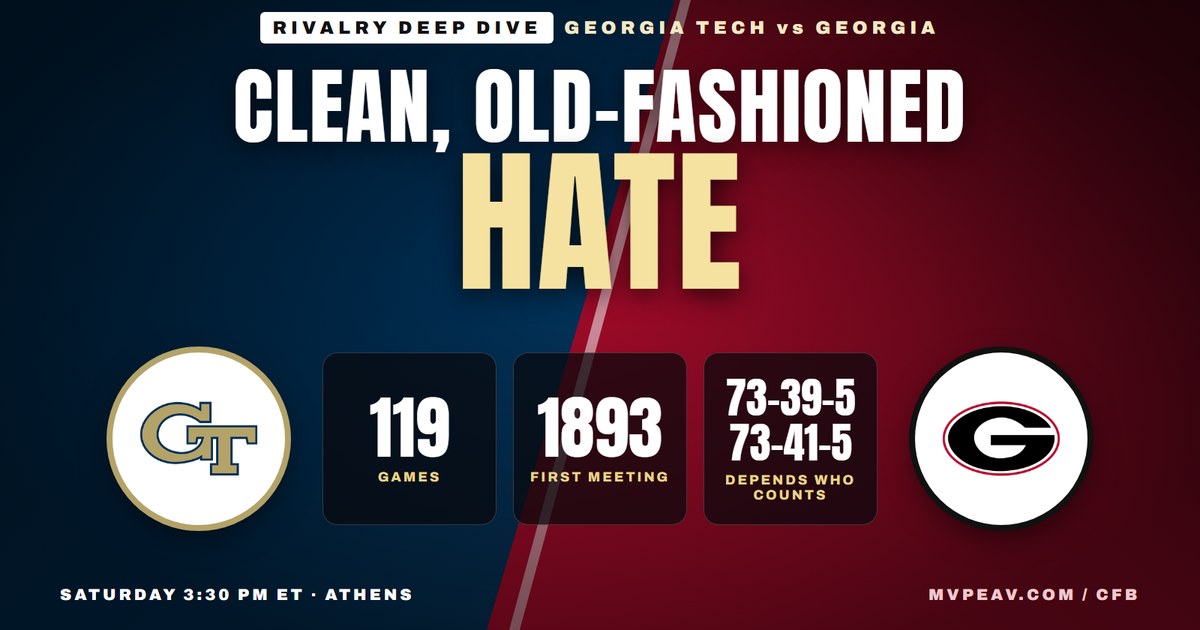 RIVALRY DEEP DIVE GEORGIA TECH vs GEORGIA
CLEAN, OLD-FASHIONED
HATE
GT
119
GAMES
1893
FIRST MEETING
73-39-5
73-41-5
DEPENDS WHO
COUNTS
G
SATURDAY 3:30 PM ET · ATHENS
MVPEAV.COM / CFB